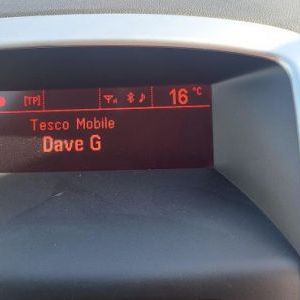 [TP] 16 °C
Tesco Mobile
Dave G